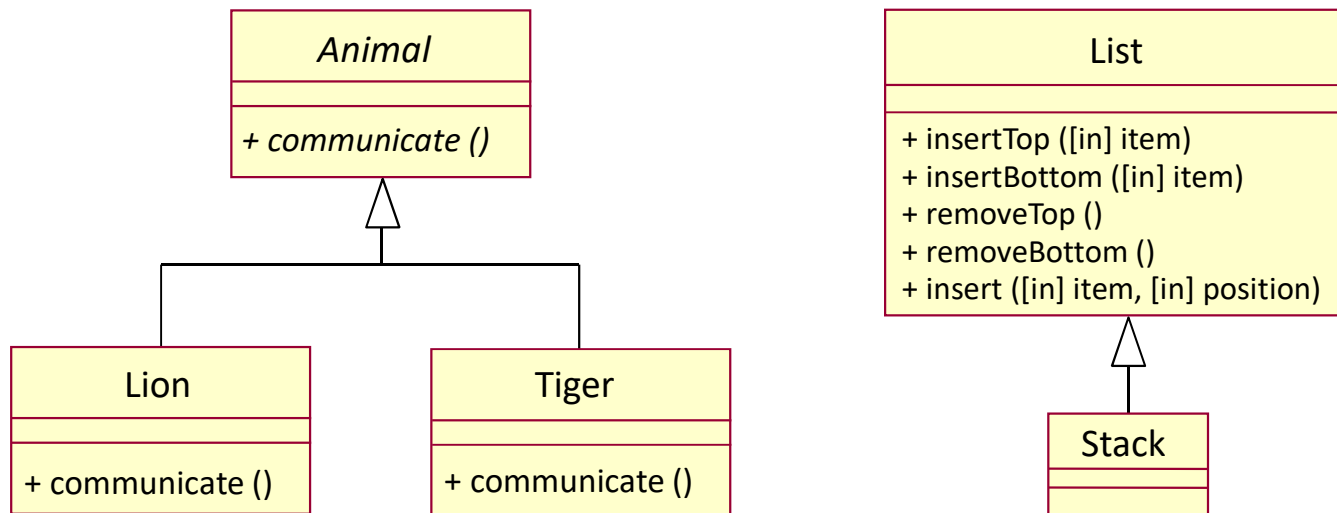 Animal
+ communicate ()
Lion
+ communicate ()
Tiger
+ communicate ()
List
+ insertTop ([in] item)
+ insertBottom ([in] item)
+ removeTop ()
+ removeBottom ()
+ insert ([in] item, [in] position)
Stack